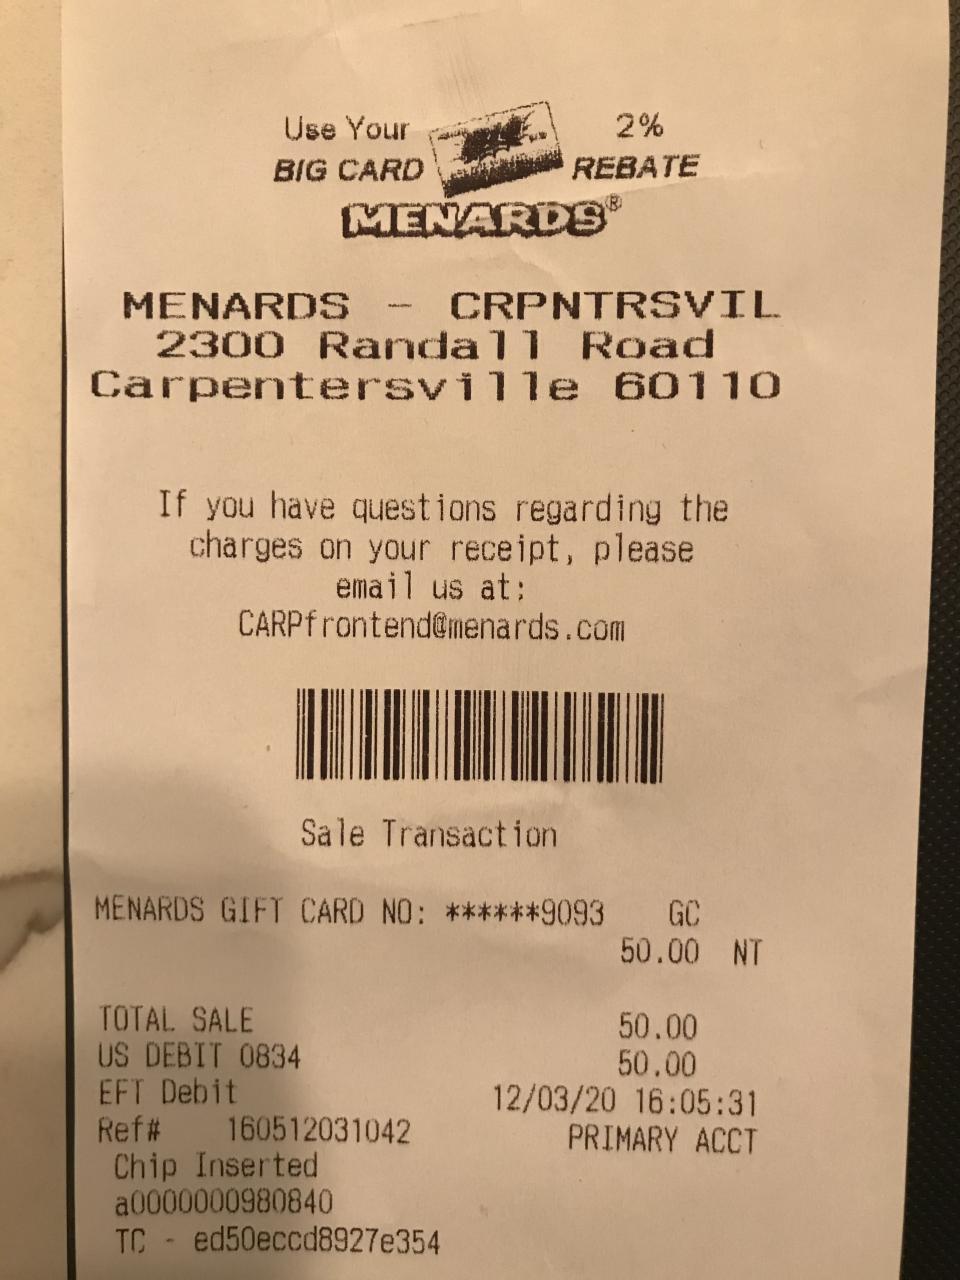 Use Your 2%
BIG CARD REBATE
MENARDS®
MENARDS - CRPNTRSVIL
2300 Randall Road
Carpentersville 60110
If you have questions regarding the
charges on your receipt, please
email us at:
CARPfrontend@menards.com
Sale Transaction
MENARDS GIFT CARD NO: ******9093 GC
50.00 NT
TOTAL SALE 50.00
US DEBIT 0834 50.00
EFT Debit 12/03/20 16:05:31
Ref# 160512031042 PRIMARY ACCT
Chip Inserted
a0000000980840
TC - ed50eccd8927e354